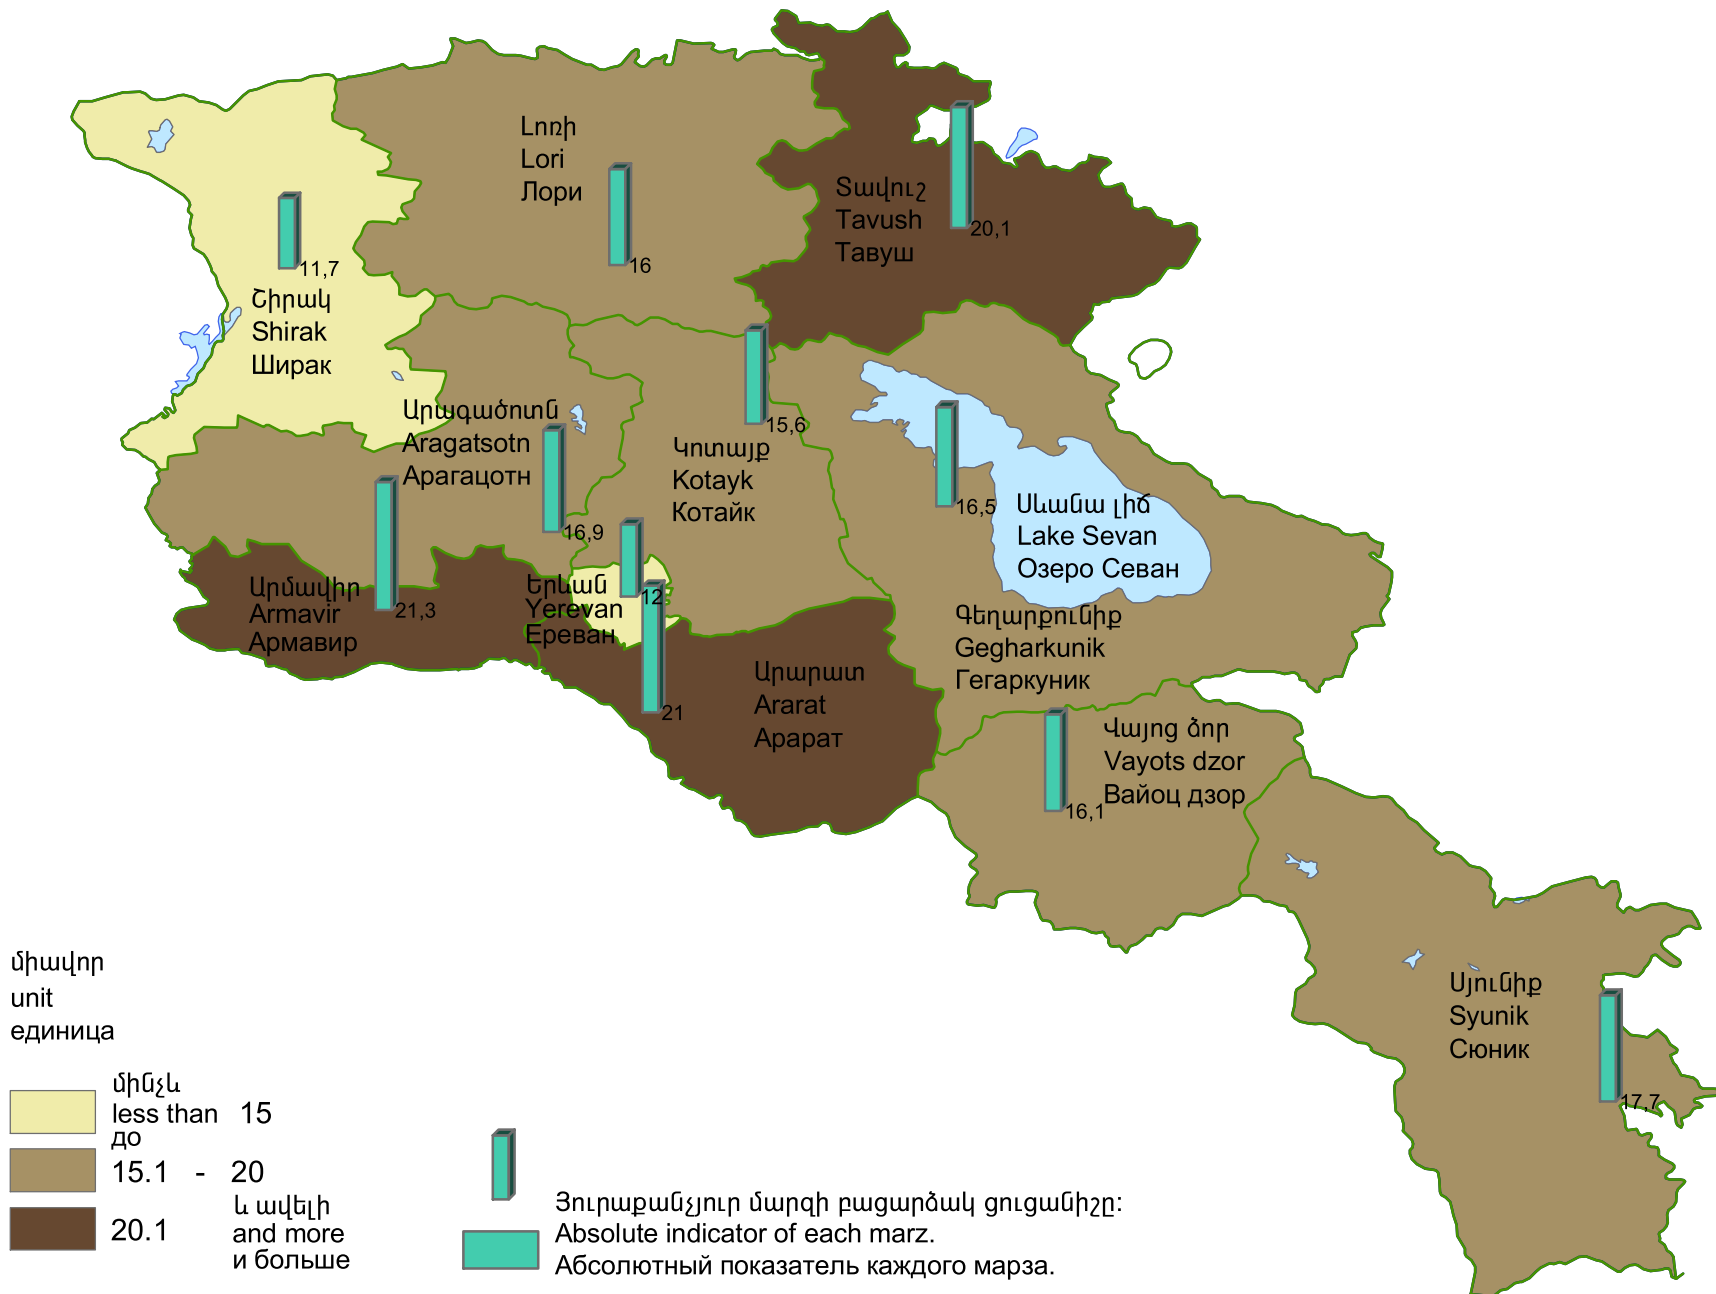 Լոռի
Lori
Лори
16
Տավուշ
Tavush
Тавуш
20,1
11,7
Շիրակ
Shirak
Ширак
Արագածոտն
Aragatsotn
Арагацотн
16,9
15,6
Կոտայք
Kotayk
Котайк
16,5
Սևանա լիճ
Lake Sevan
Озеро Севан
Արմավիր
Armavir
Армавир
21,3
Երևան
Yerevan
Ереван
12
21
Արարատ
Ararat
Арарат
Գեղարքունիք
Gegharkunik
Гегаркуник
Վայոց ձոր
Vayots dzor
Вайоц дзор
16,1
Սյունիք
Syunik
Сюник
17,7
միավոր
unit
единица
մինչև
less than 15
до
15.1 - 20
և ավելի
20.1 and more
и больше
Յուրաքանչյուր մարզի բացարձակ ցուցանիշը:
Absolute indicator of each marz.
Абсолютный показатель каждого марза.